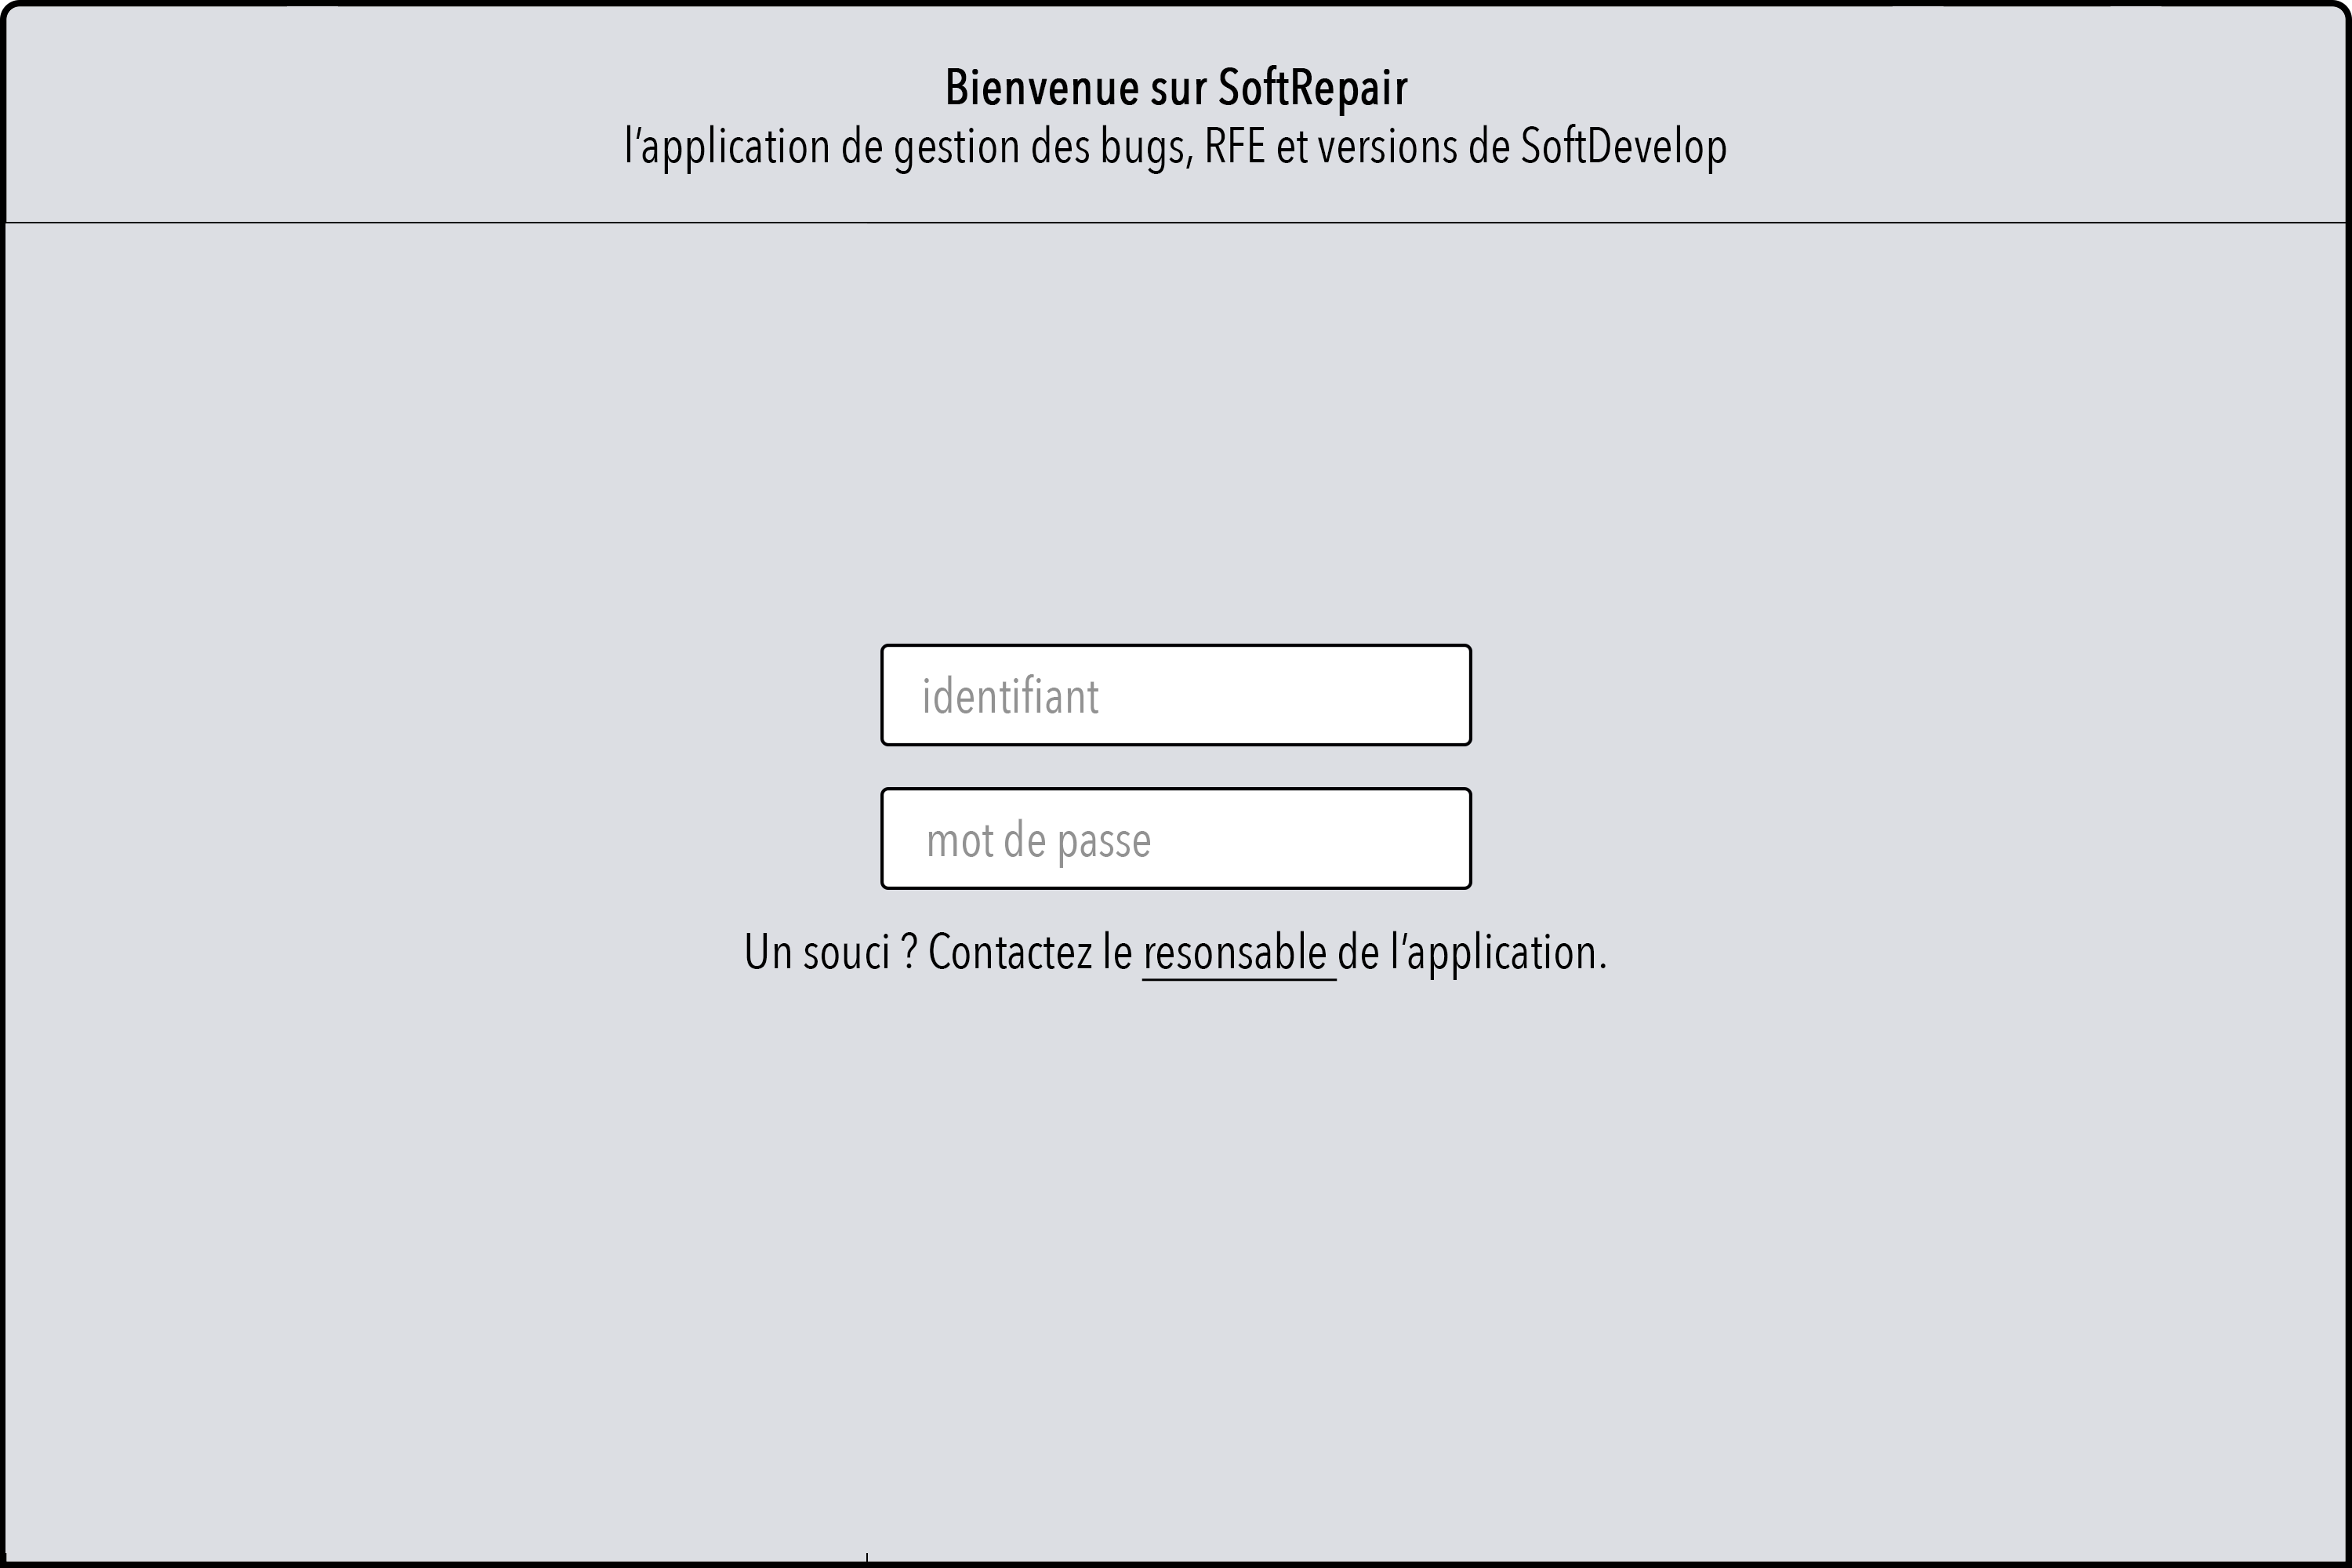 Bienvenue sur SoftRepair
l’application de gestion des bugs, RFE et versions de SoftDevelop
identifiant
mot de passe
Un souci ? Contactez le resonsable de l’application.